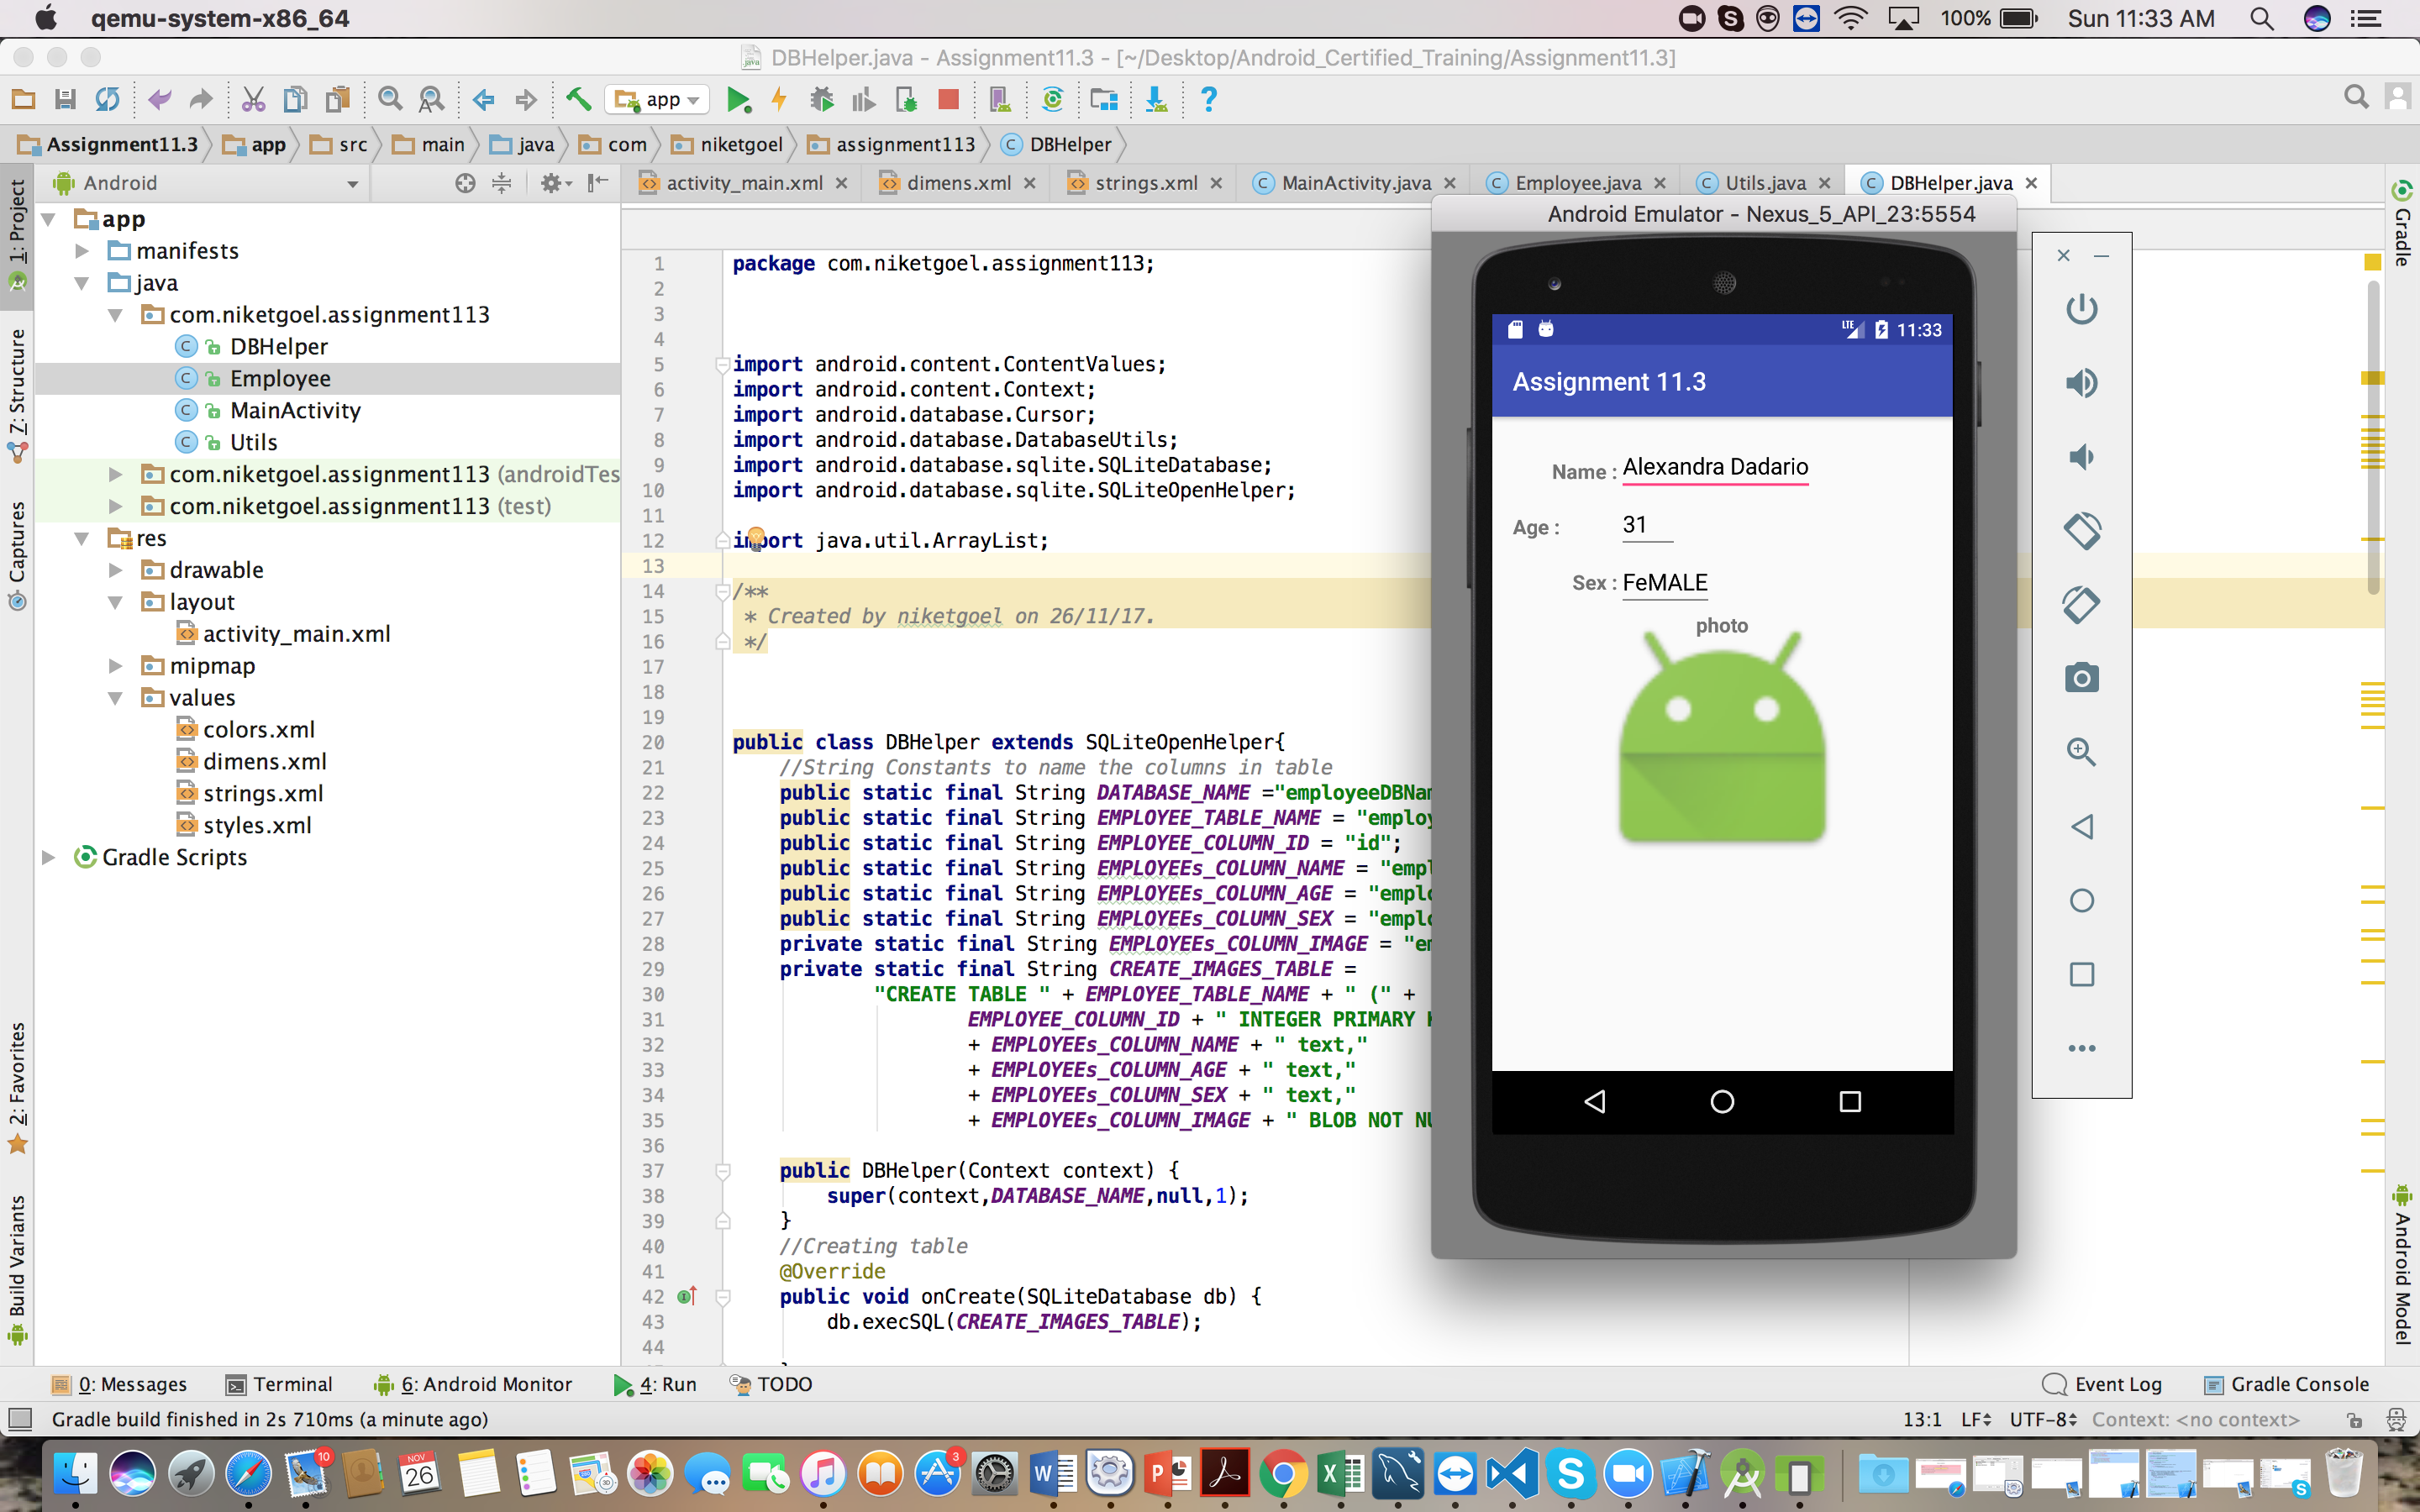 qemu-system-x86_64
100%
Sun 11:33 AM
DBHelper.java - Assignment11.3 - [~/Desktop/Android_Certified_Training/Assignment11.3]
app
Assignment11.3
app
src
main
java
com
niketgoel
assignment113
DBHelper
Android
activity_main.xml
dimens.xml
strings.xml
MainActivity.java
Employee.java
Utils.java
DBHelper.java
1: Project
7: Structure
Captures
2: Favorites
Build Variants
app
manifests
java
com.niketgoel.assignment113
DBHelper
Employee
MainActivity
Utils
com.niketgoel.assignment113 (androidTes
com.niketgoel.assignment113 (test)
res
drawable
layout
activity_main.xml
mipmap
values
colors.xml
dimens.xml
strings.xml
styles.xml
Gradle Scripts
1 package com.niketgoel.assignment113;
2
3
4
5 import android.content.ContentValues;
6 import android.content.Context;
7 import android.database.Cursor;
8 import android.database.DatabaseUtils;
9 import android.database.sqlite.SQLiteDatabase;
10 import android.database.sqlite.SQLiteOpenHelper;
11
12 import java.util.ArrayList;
13
14 /**
15 * Created by niketgoel on 26/11/17.
16 */
17
18
19
20 public class DBHelper extends SQLiteOpenHelper{
21 //String Constants to name the columns in table
22 public static final String DATABASE_NAME ="employeeDBNam
23 public static final String EMPLOYEE_TABLE_NAME = "employ
24 public static final String EMPLOYEE_COLUMN_ID = "id";
25 public static final String EMPLOYEEs_COLUMN_NAME = "empl
26 public static final String EMPLOYEEs_COLUMN_AGE = "emplo
27 public static final String EMPLOYEEs_COLUMN_SEX = "emplo
28 private static final String EMPLOYEEs_COLUMN_IMAGE = "em
29 private static final String CREATE_IMAGES_TABLE =
30 "CREATE TABLE " + EMPLOYEE_TABLE_NAME + " (" +
31 EMPLOYEE_COLUMN_ID + " INTEGER PRIMARY K
32 + EMPLOYEEs_COLUMN_NAME + " text,"
33 + EMPLOYEEs_COLUMN_AGE + " text,"
34 + EMPLOYEEs_COLUMN_SEX + " text,"
35 + EMPLOYEEs_COLUMN_IMAGE + " BLOB NOT NU
36
37 public DBHelper(Context context) {
38 super(context,DATABASE_NAME,null,1);
39 }
40 //Creating table
41 @Override
42 public void onCreate(SQLiteDatabase db) {
43 db.execSQL(CREATE_IMAGES_TABLE);
44
Android Emulator - Nexus_5_API_23:5554
LTE 11:33
Assignment 11.3
Name : Alexandra Dadario
Age : 31
Sex : FeMALE
photo
Gradle
Android Model
0: Messages
Terminal
6: Android Monitor
4: Run
TODO
Event Log
Gradle Console
Gradle build finished in 2s 710ms (a minute ago)
13:1
LF
UTF-8
Context: <no context>
10
NOV
26
3